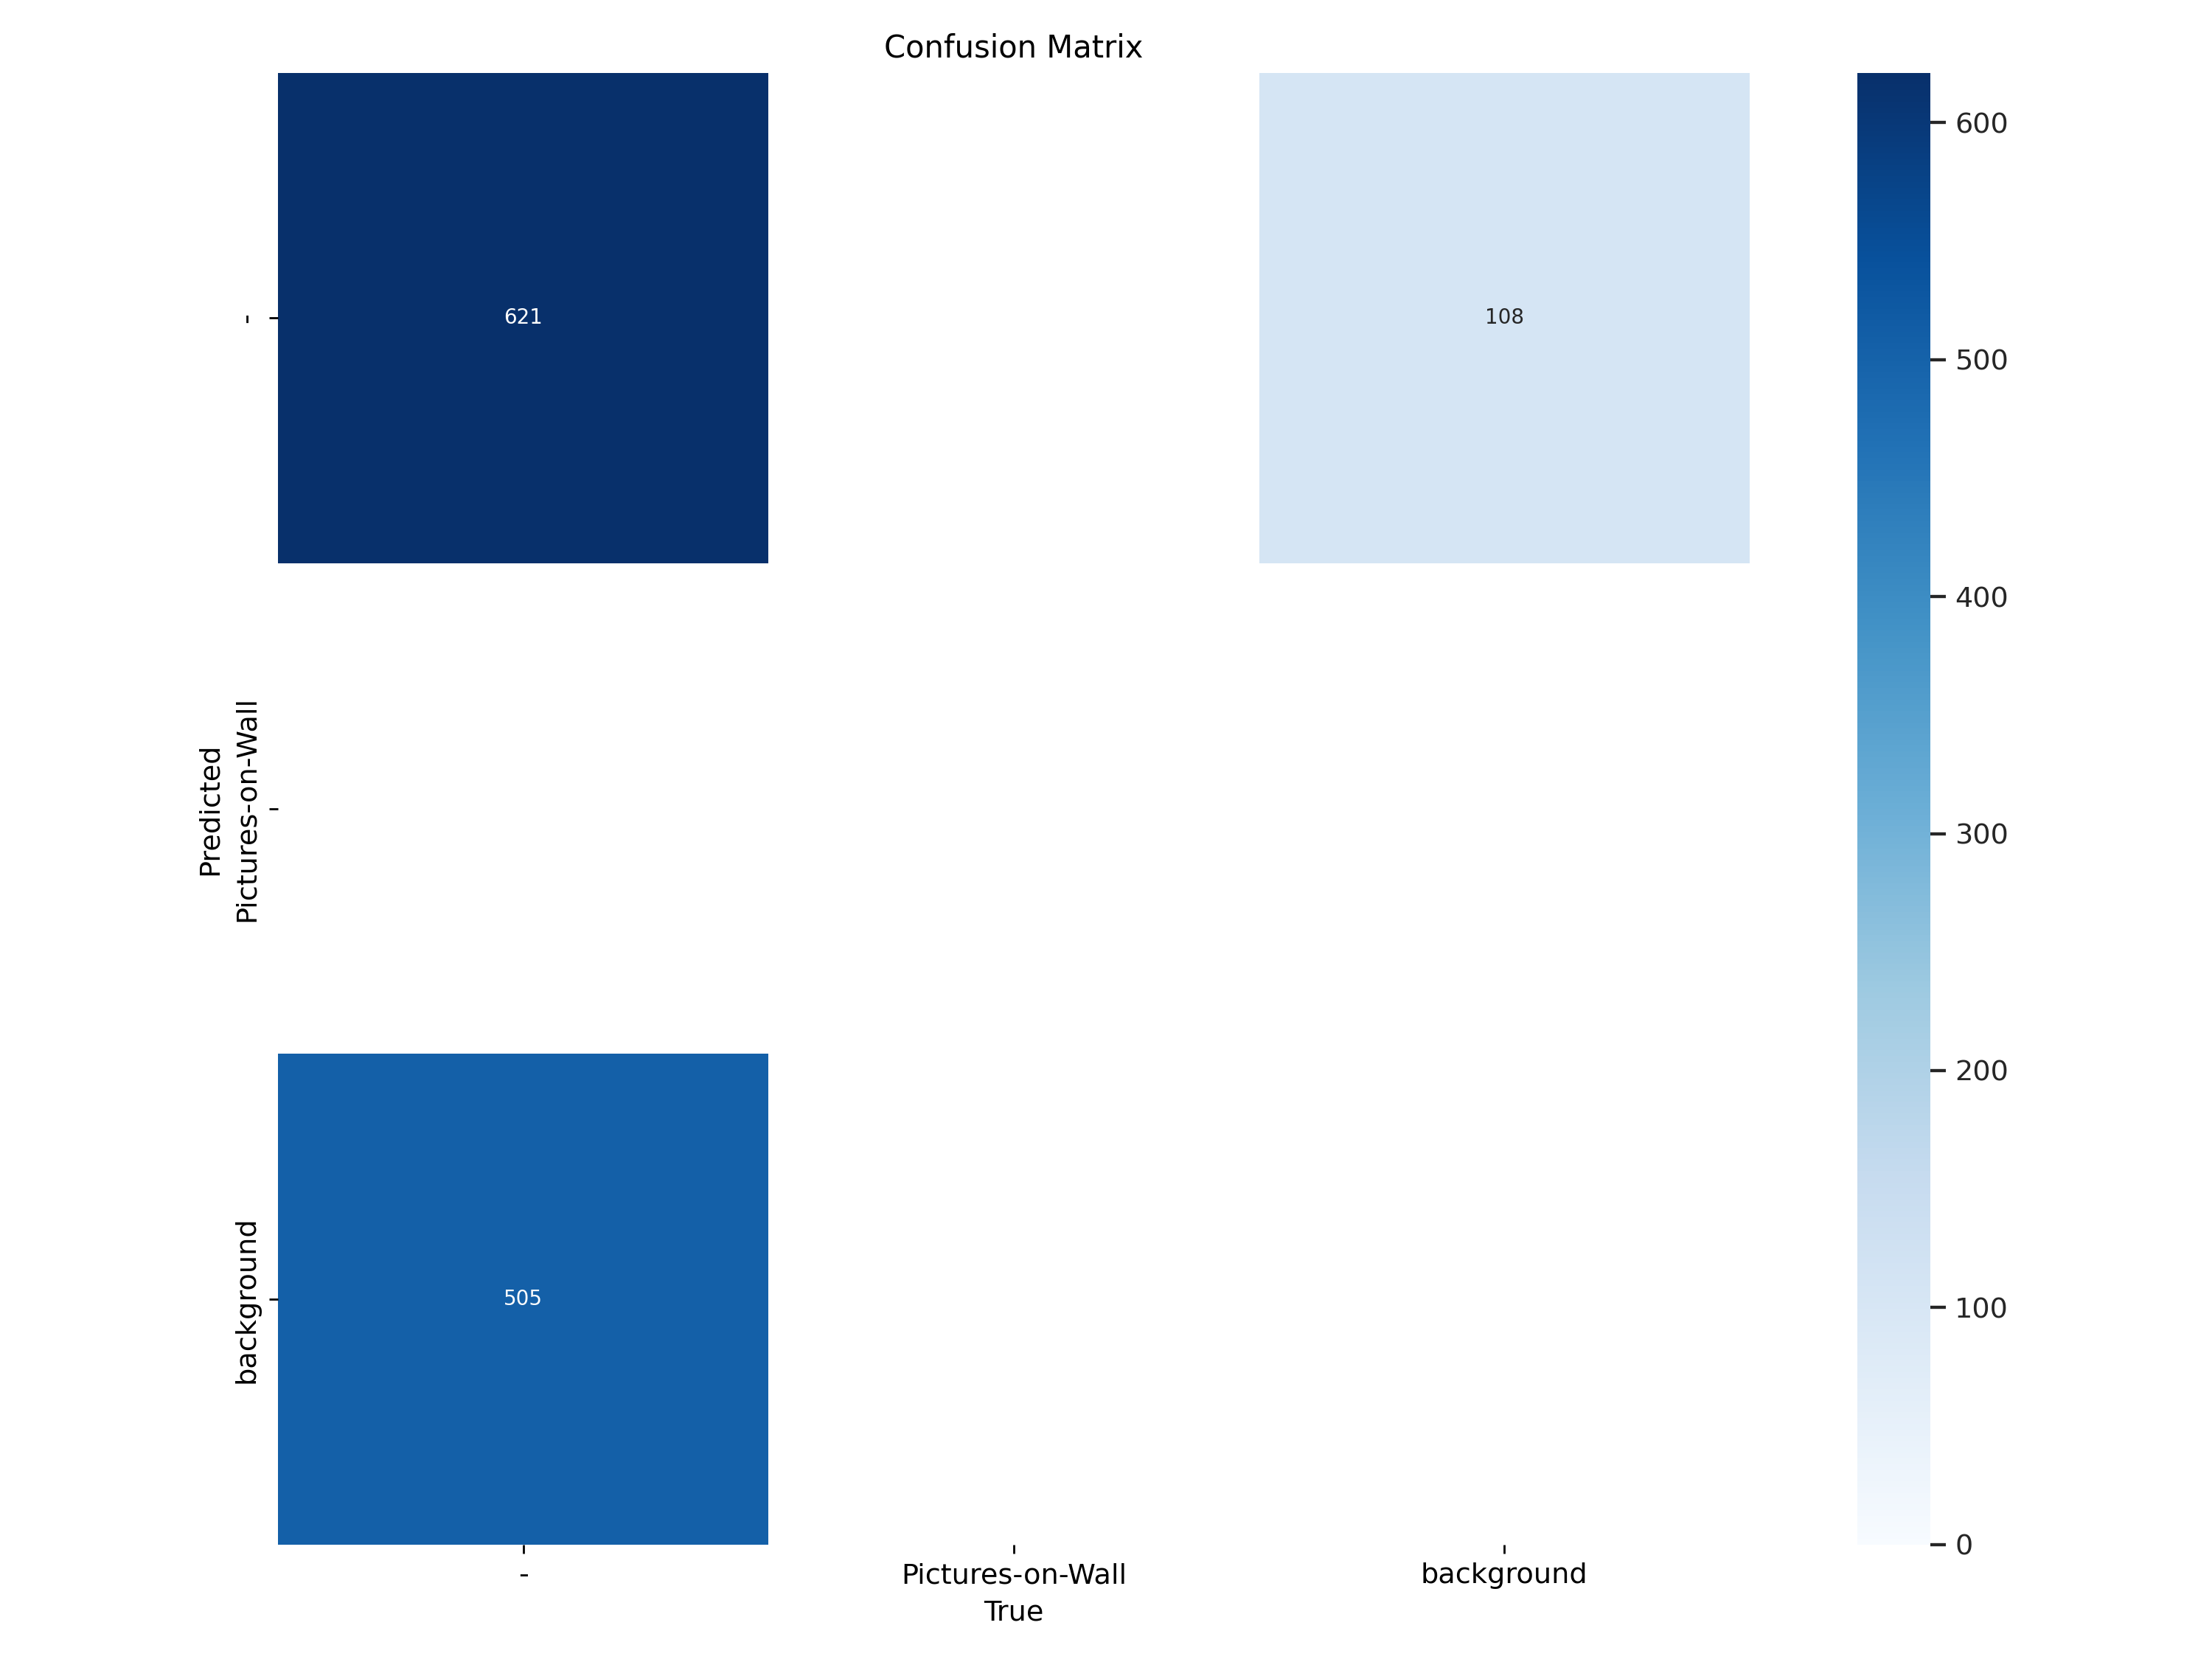 Confusion Matrix
-
621
108
600
500
400
300
200
100
0
Predicted
Pictures-on-Wall
background
505
-
Pictures-on-Wall
background
True